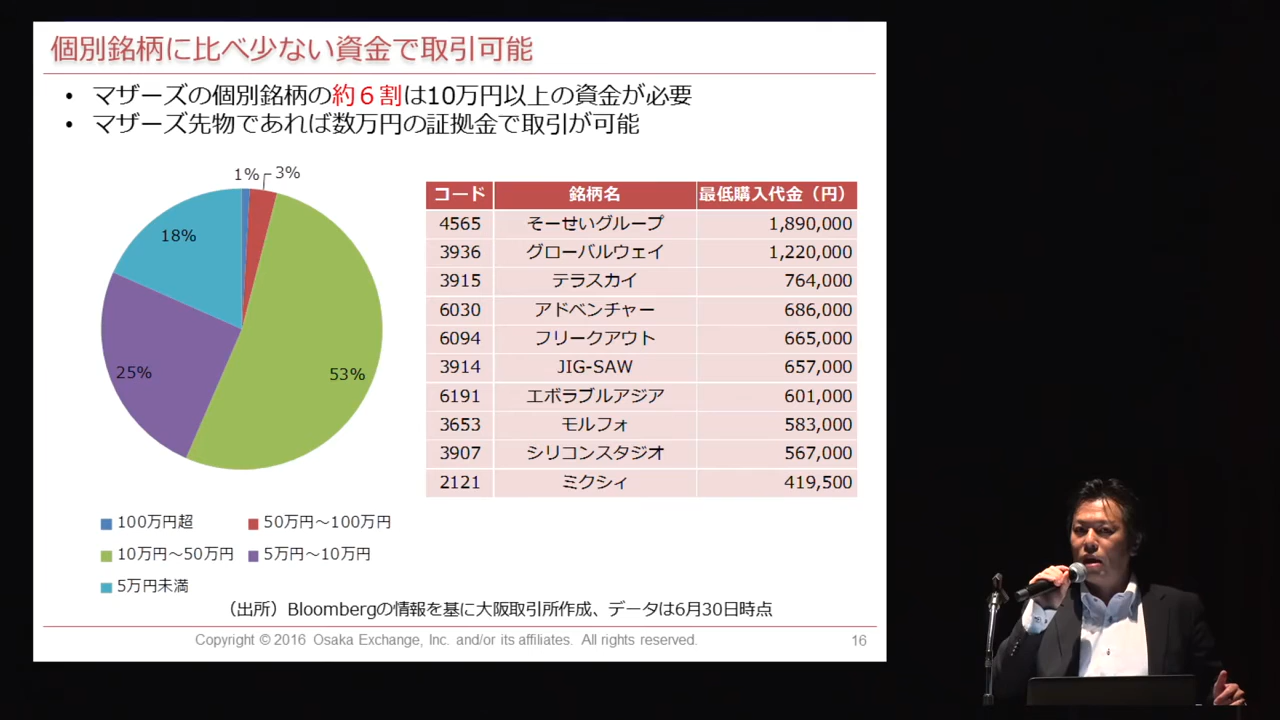 個別銘柄に比べ少ない資金で取引可能
• マザーズの個別銘柄の約６割は10万円以上の資金が必要
• マザーズ先物であれば数万円の証拠金で取引が可能
1% 3%
18%
25%
53%
100万円超 50万円～100万円
10万円～50万円 5万円～10万円
5万円未満
コード 銘柄名 最低購入代金（円）
4565 そーせいグループ 1,890,000
3936 グローバルウェイ 1,220,000
3915 テラスカイ 764,000
6030 アドベンチャー 686,000
6094 フリークアウト 665,000
3914 JIG-SAW 657,000
6191 エボラブルアジア 601,000
3653 モルフォ 583,000
3907 シリコンスタジオ 567,000
2121 ミクシィ 419,500
（出所）Bloombergの情報を基に大阪取引所作成、データは6月30日時点
Copyright © 2016 Osaka Exchange, Inc. and/or its affiliates. All rights reserved. 16